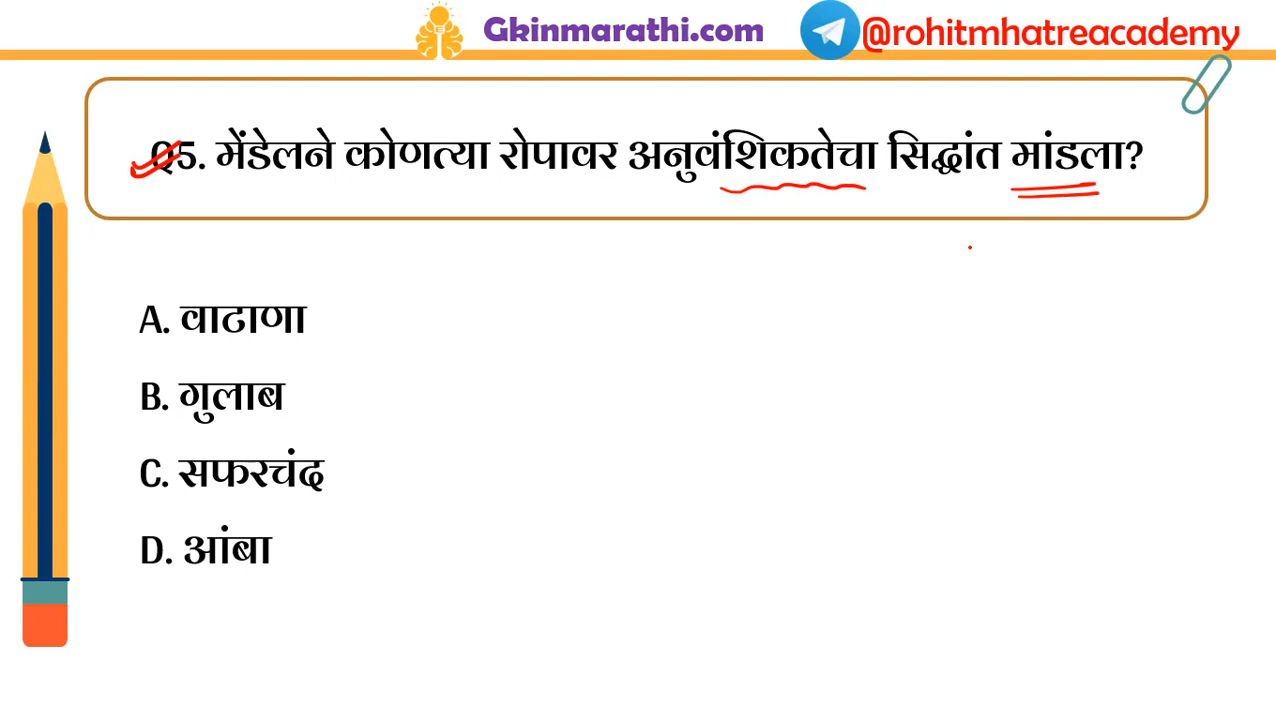 Gkinmarathi.com
@rohitmhatreacademy
Q5. मेंडेलने कोणत्या रोपावर अनुवंशिकतेचा सिद्धांत मांडला?
A. वाटाणा
B. गुलाब
C. सफरचंद
D. आंबा